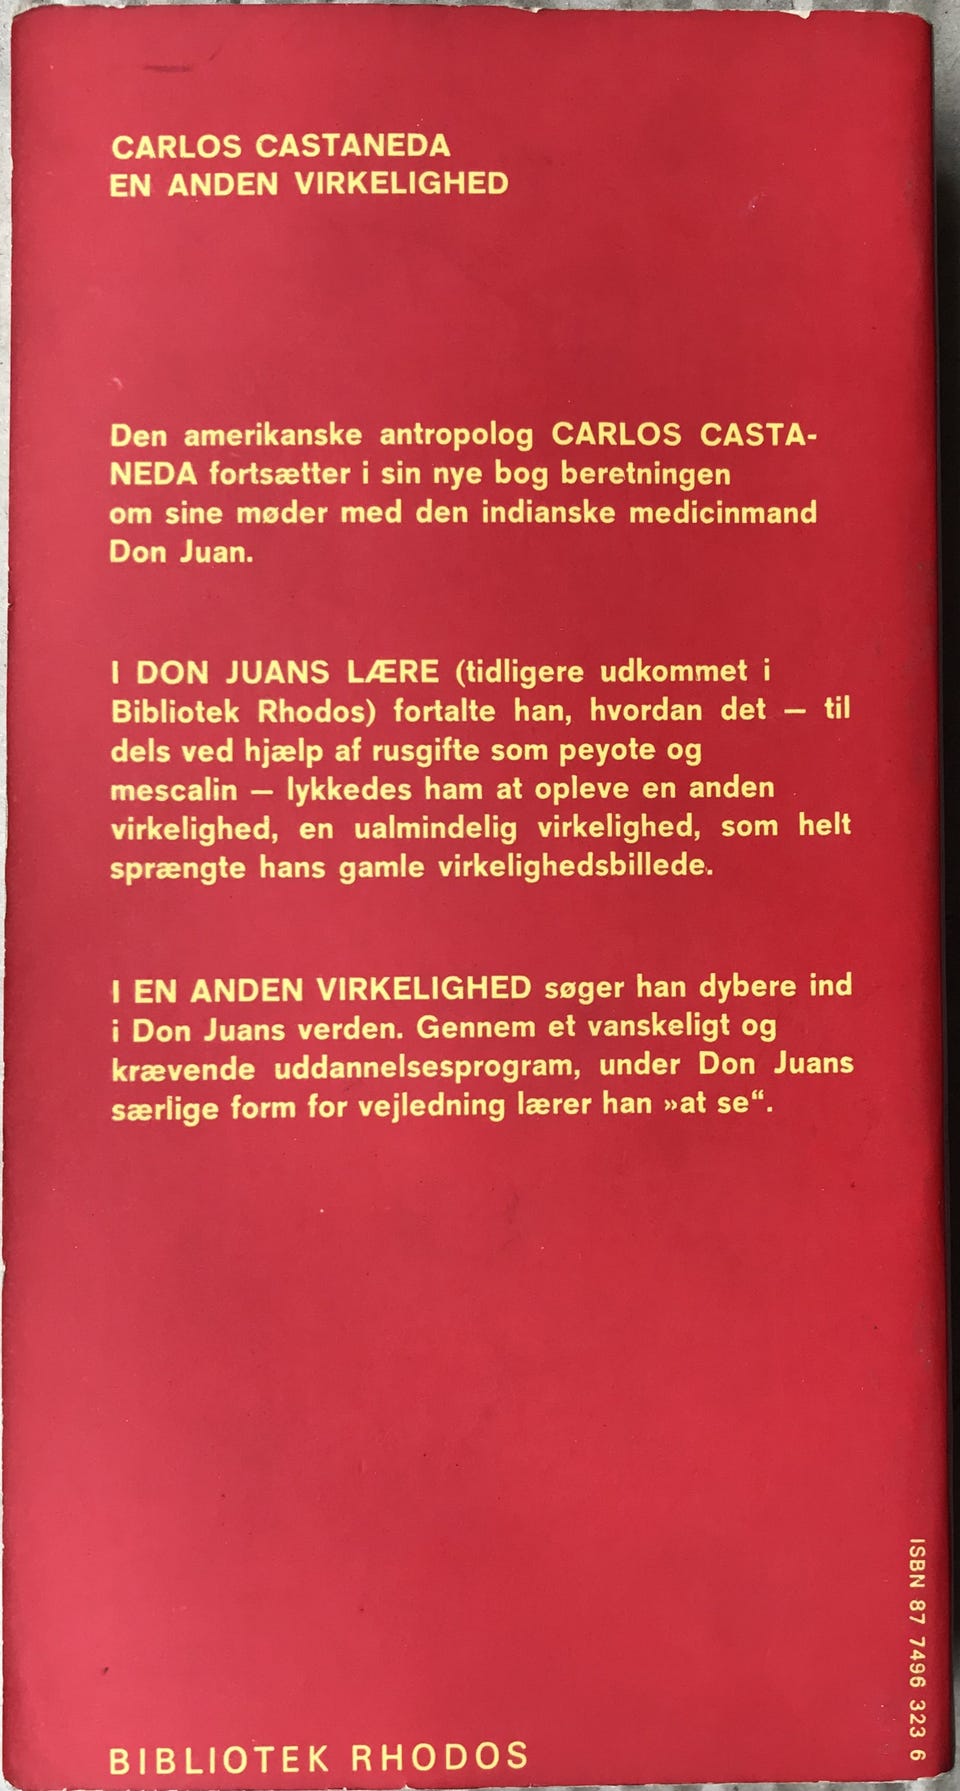 CARLOS CASTANEDA
EN ANDEN VIRKELIGHED
Den amerikanske antropolog CARLOS CASTA-
NEDA fortsætter i sin nye bog beretningen
om sine møder med den indianske medicinmand
Don Juan.
I DON JUANS LÆRE (tidligere udkommet i
Bibliotek Rhodos) fortalte han, hvordan det — til
dels ved hjælp af rusgifte som peyote og
mescalin — lykkedes ham at opleve en anden
virkelighed, en ualmindelig virkelighed, som helt
sprængte hans gamle virkelighedsbillede.
I EN ANDEN VIRKELIGHED søger han dybere ind
i Don Juans verden. Gennem et vanskeligt og
krævende uddannelsesprogram, under Don Juans
særlige form for vejledning lærer han »at se“.
ISBN 87 7496 323 6
BIBLIOTEK RHODOS